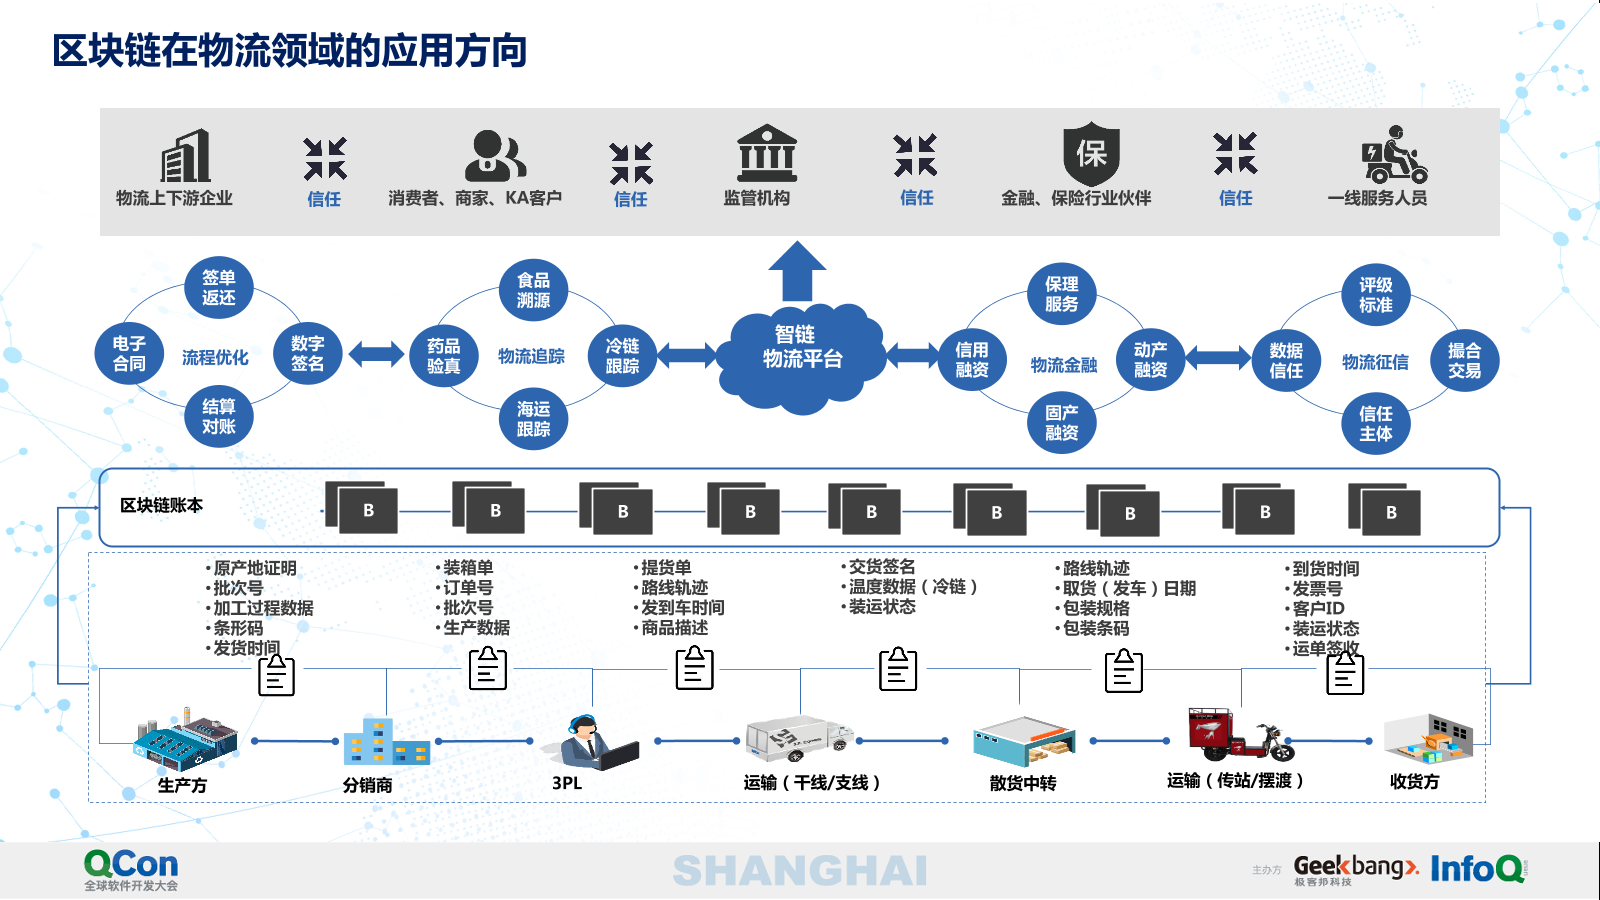 区块链在物流领域的应用方向
物流上下游企业
信任
消费者、商家、KA客户
信任
监管机构
信任
保
金融、保险行业伙伴
信任
一线服务人员
签单
返还
电子
合同
流程优化
数字
签名
结算
对账
食品
溯源
药品
验真
物流追踪
冷链
跟踪
海运
跟踪
智链
物流平台
保理
服务
信用
融资
物流金融
动产
融资
固产
融资
评级
标准
数据
信任
物流征信
撮合
交易
信任
主体
区块链账本
B
B
B
B
B
B
B
B
B
•原产地证明
•批次号
•加工过程数据
•条形码
•发货时间
•装箱单
•订单号
•批次号
•生产数据
•提货单
•路线轨迹
•发到车时间
•商品描述
•交货签名
•温度数据（冷链）
•装运状态
•路线轨迹
•取货（发车）日期
•包装规格
•包装条码
•到货时间
•发票号
•客户ID
•装运状态
•运单签收
生产方
分销商
3PL
运输（干线/支线）
散货中转
运输（传站/摆渡）
收货方
QCon
全球软件开发大会
SHANGHAI
主办方
Geekbang>.
极客邦科技
InfoQ